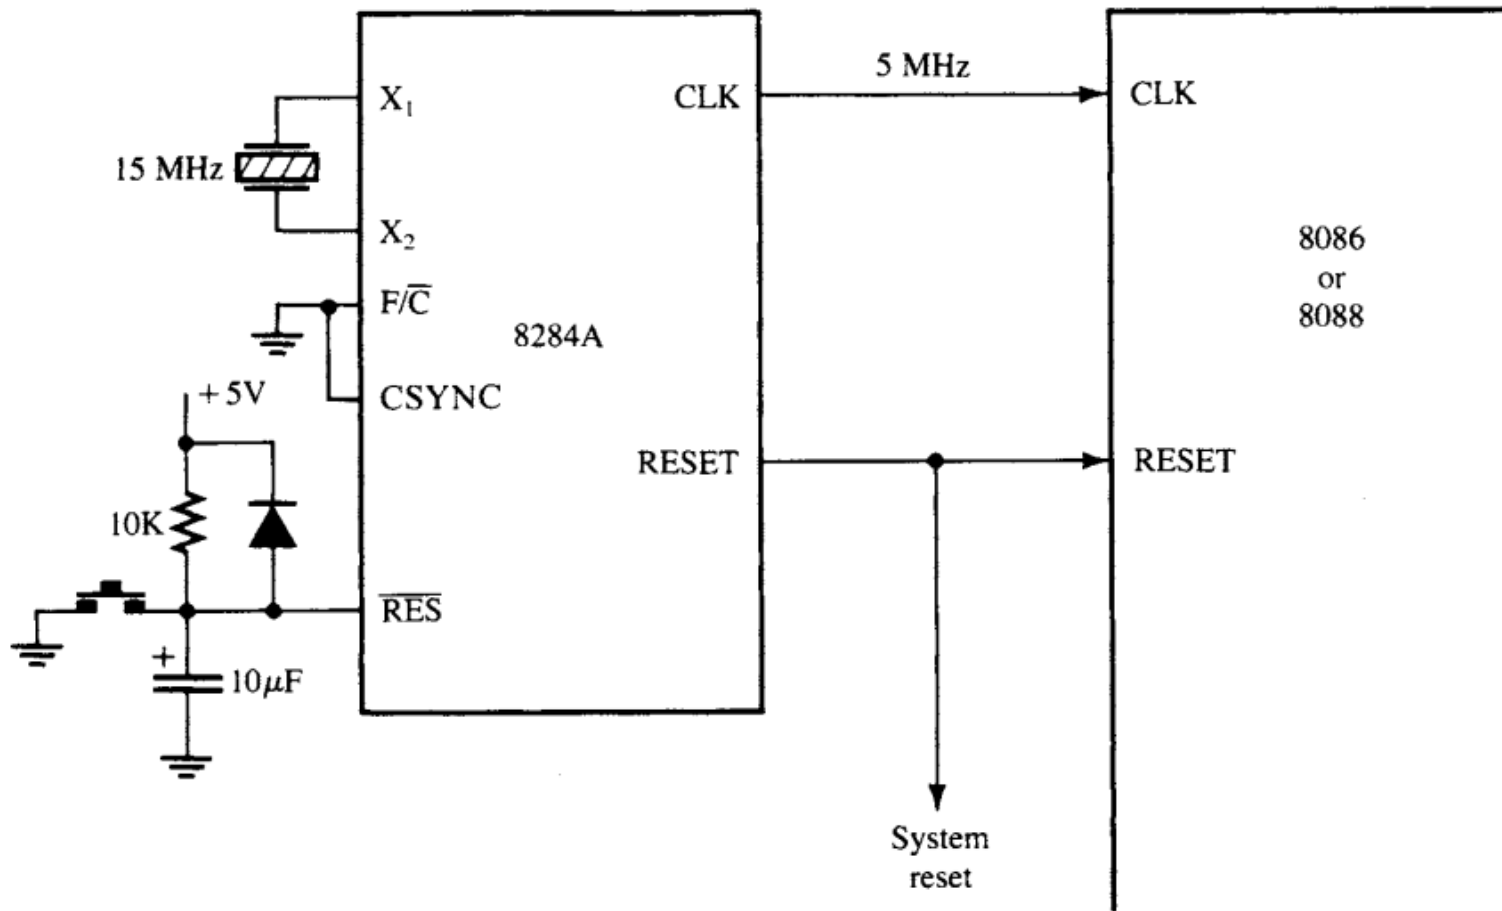 5 MHz
X₁
CLK
CLK
15 MHz
X₂
8086
or
8088
F/C̅
8284A
+5V
CSYNC
RESET
RESET
10K
R̅E̅S̅
+
10μF
System
reset